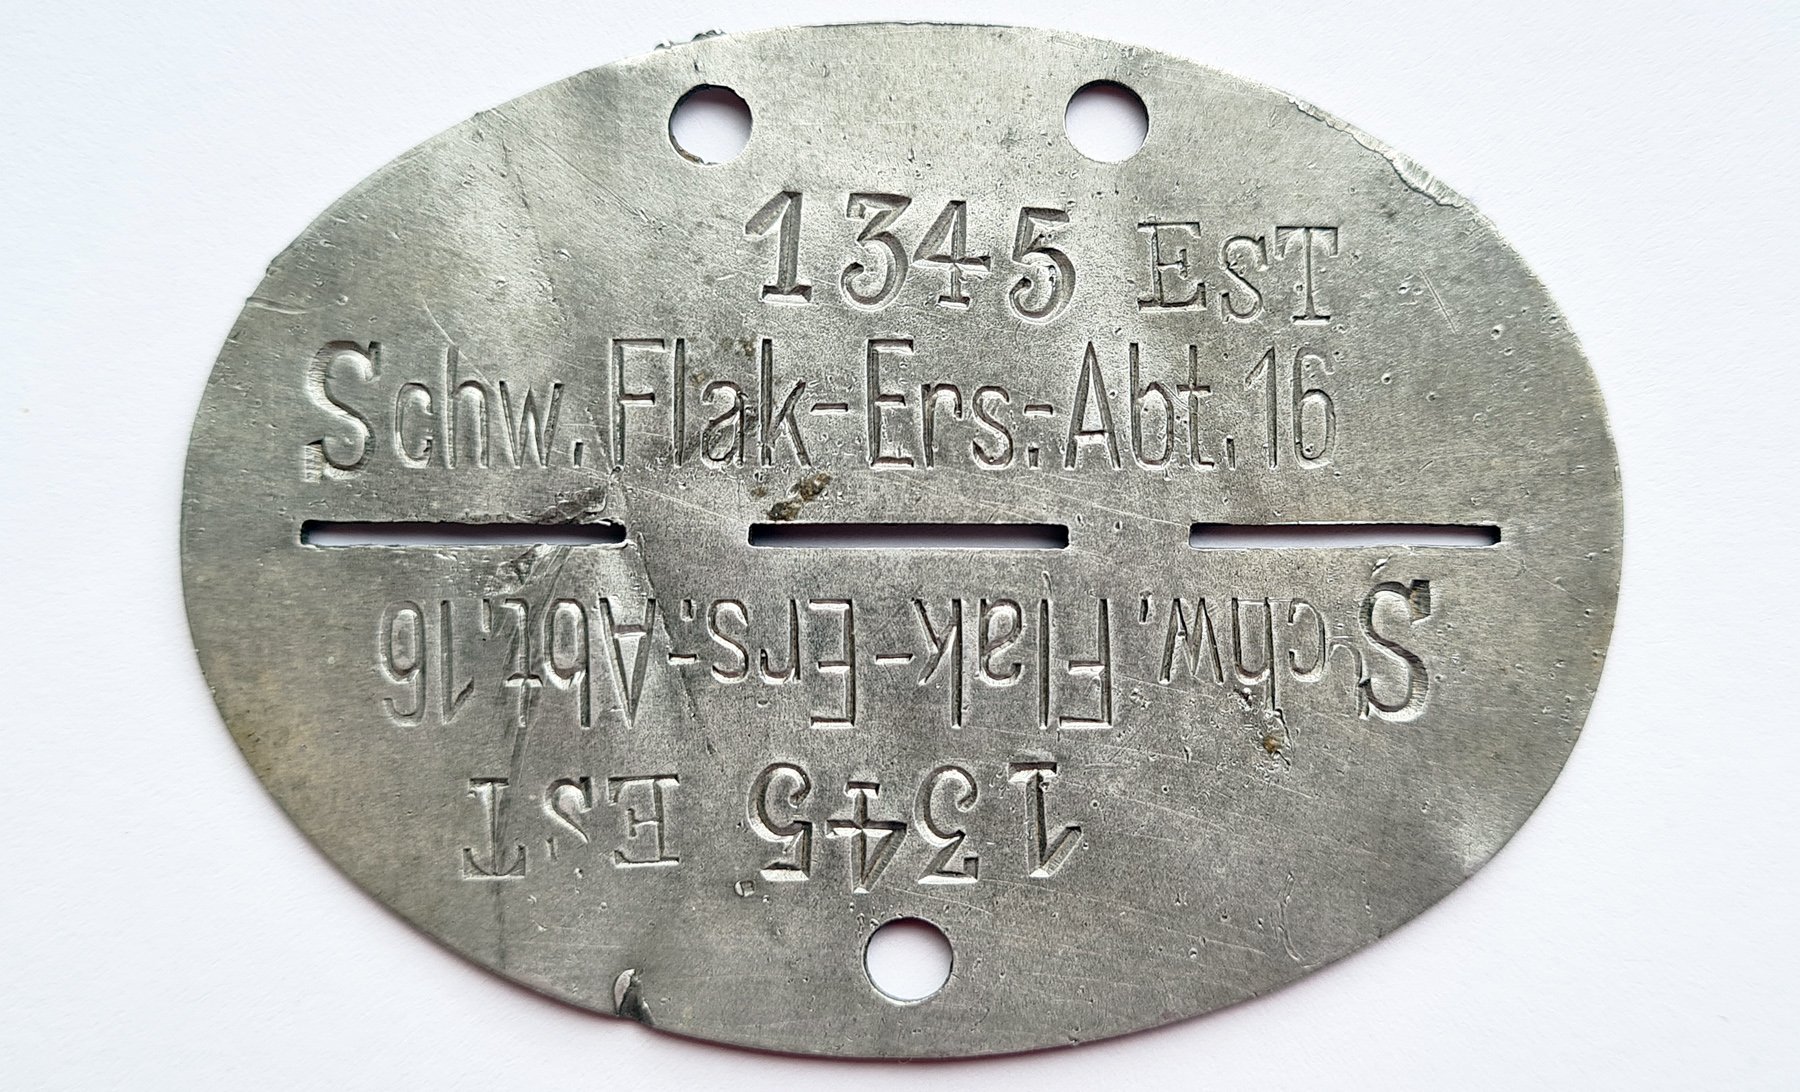 1345 EST
Schw. Flak-Ers.-Abt. 16
Schw. Flak-Ers.-Abt. 16
1345 EST